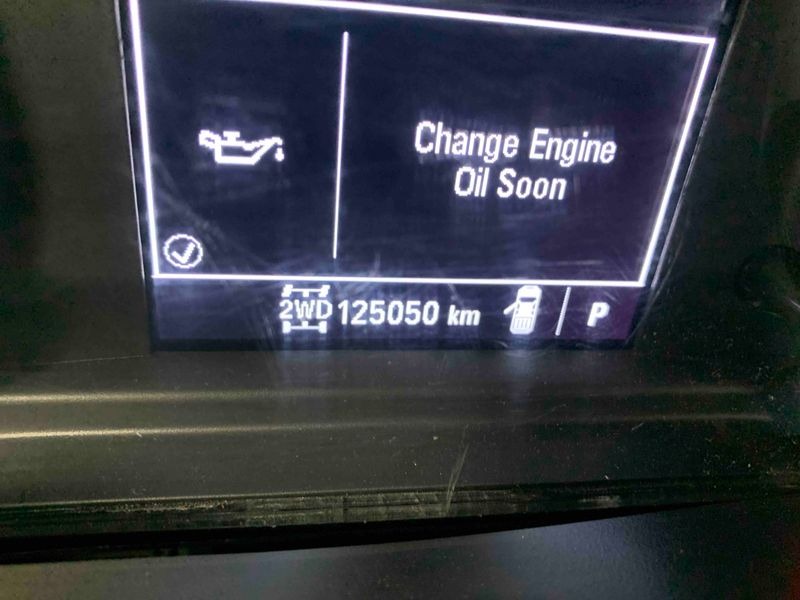 Change Engine
Oil Soon
2WD 125050 km P